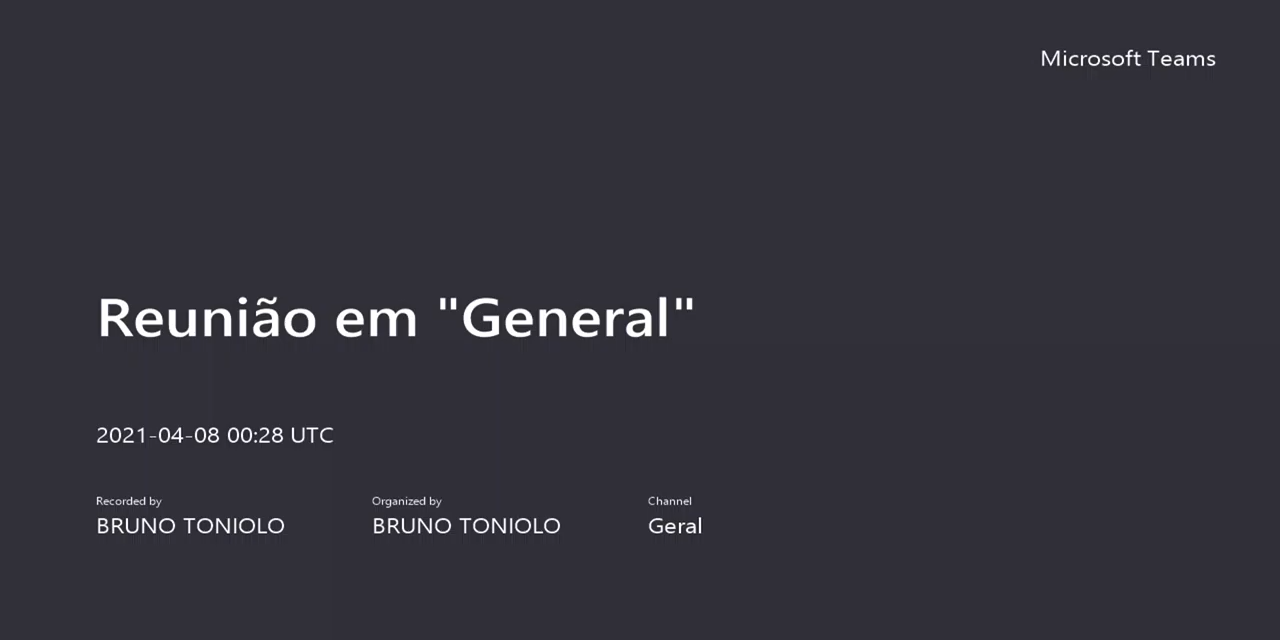 Microsoft Teams
Reunião em "General"
2021-04-08 00:28 UTC
Recorded by
BRUNO TONIOLO
Organized by
BRUNO TONIOLO
Channel
Geral